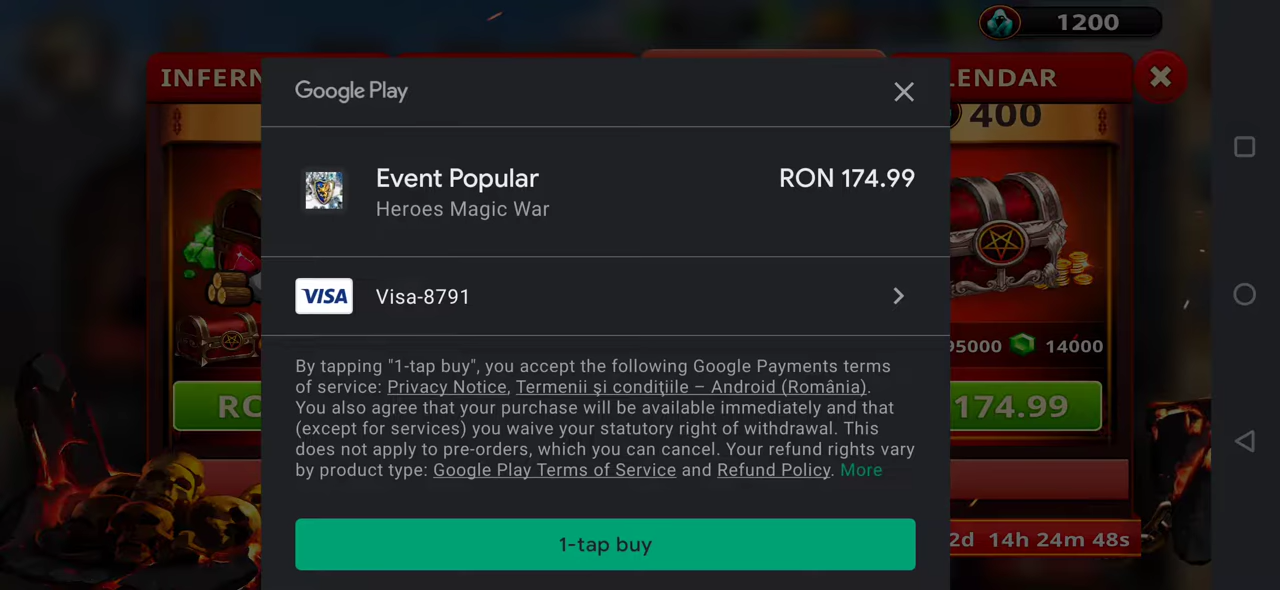 1200
INFERN
LENDAR
400
Google Play
Event Popular
RON 174.99
Heroes Magic War
VISA
Visa-8791
By tapping "1-tap buy", you accept the following Google Payments terms
of service: Privacy Notice, Termenii și condițiile – Android (România).
You also agree that your purchase will be available immediately and that
(except for services) you waive your statutory right of withdrawal. This
does not apply to pre-orders, which you can cancel. Your refund rights vary
by product type: Google Play Terms of Service and Refund Policy. More
95000 14000
RO
174.99
2d 14h 24m 48s
1-tap buy